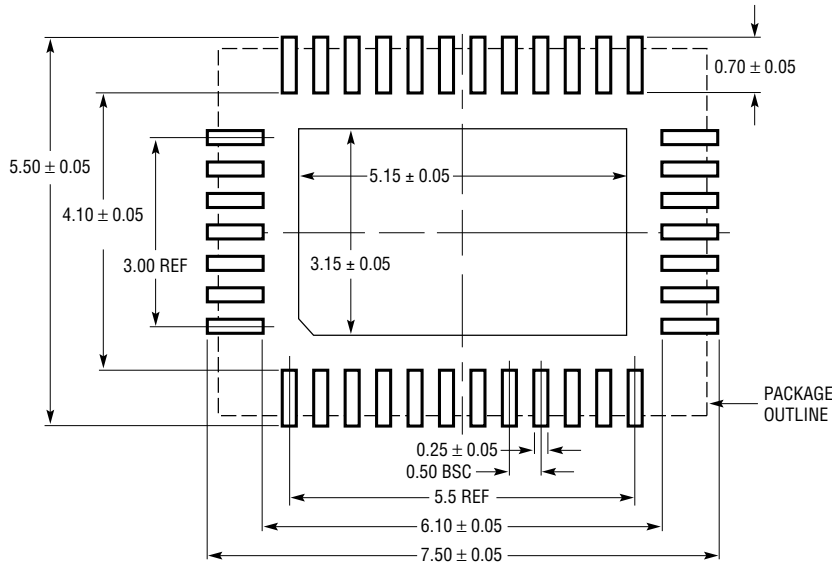 0.70 ± 0.05
5.50 ± 0.05
5.15 ± 0.05
4.10 ± 0.05
3.00 REF
3.15 ± 0.05
PACKAGE
OUTLINE
0.25 ± 0.05
0.50 BSC
5.5 REF
6.10 ± 0.05
7.50 ± 0.05